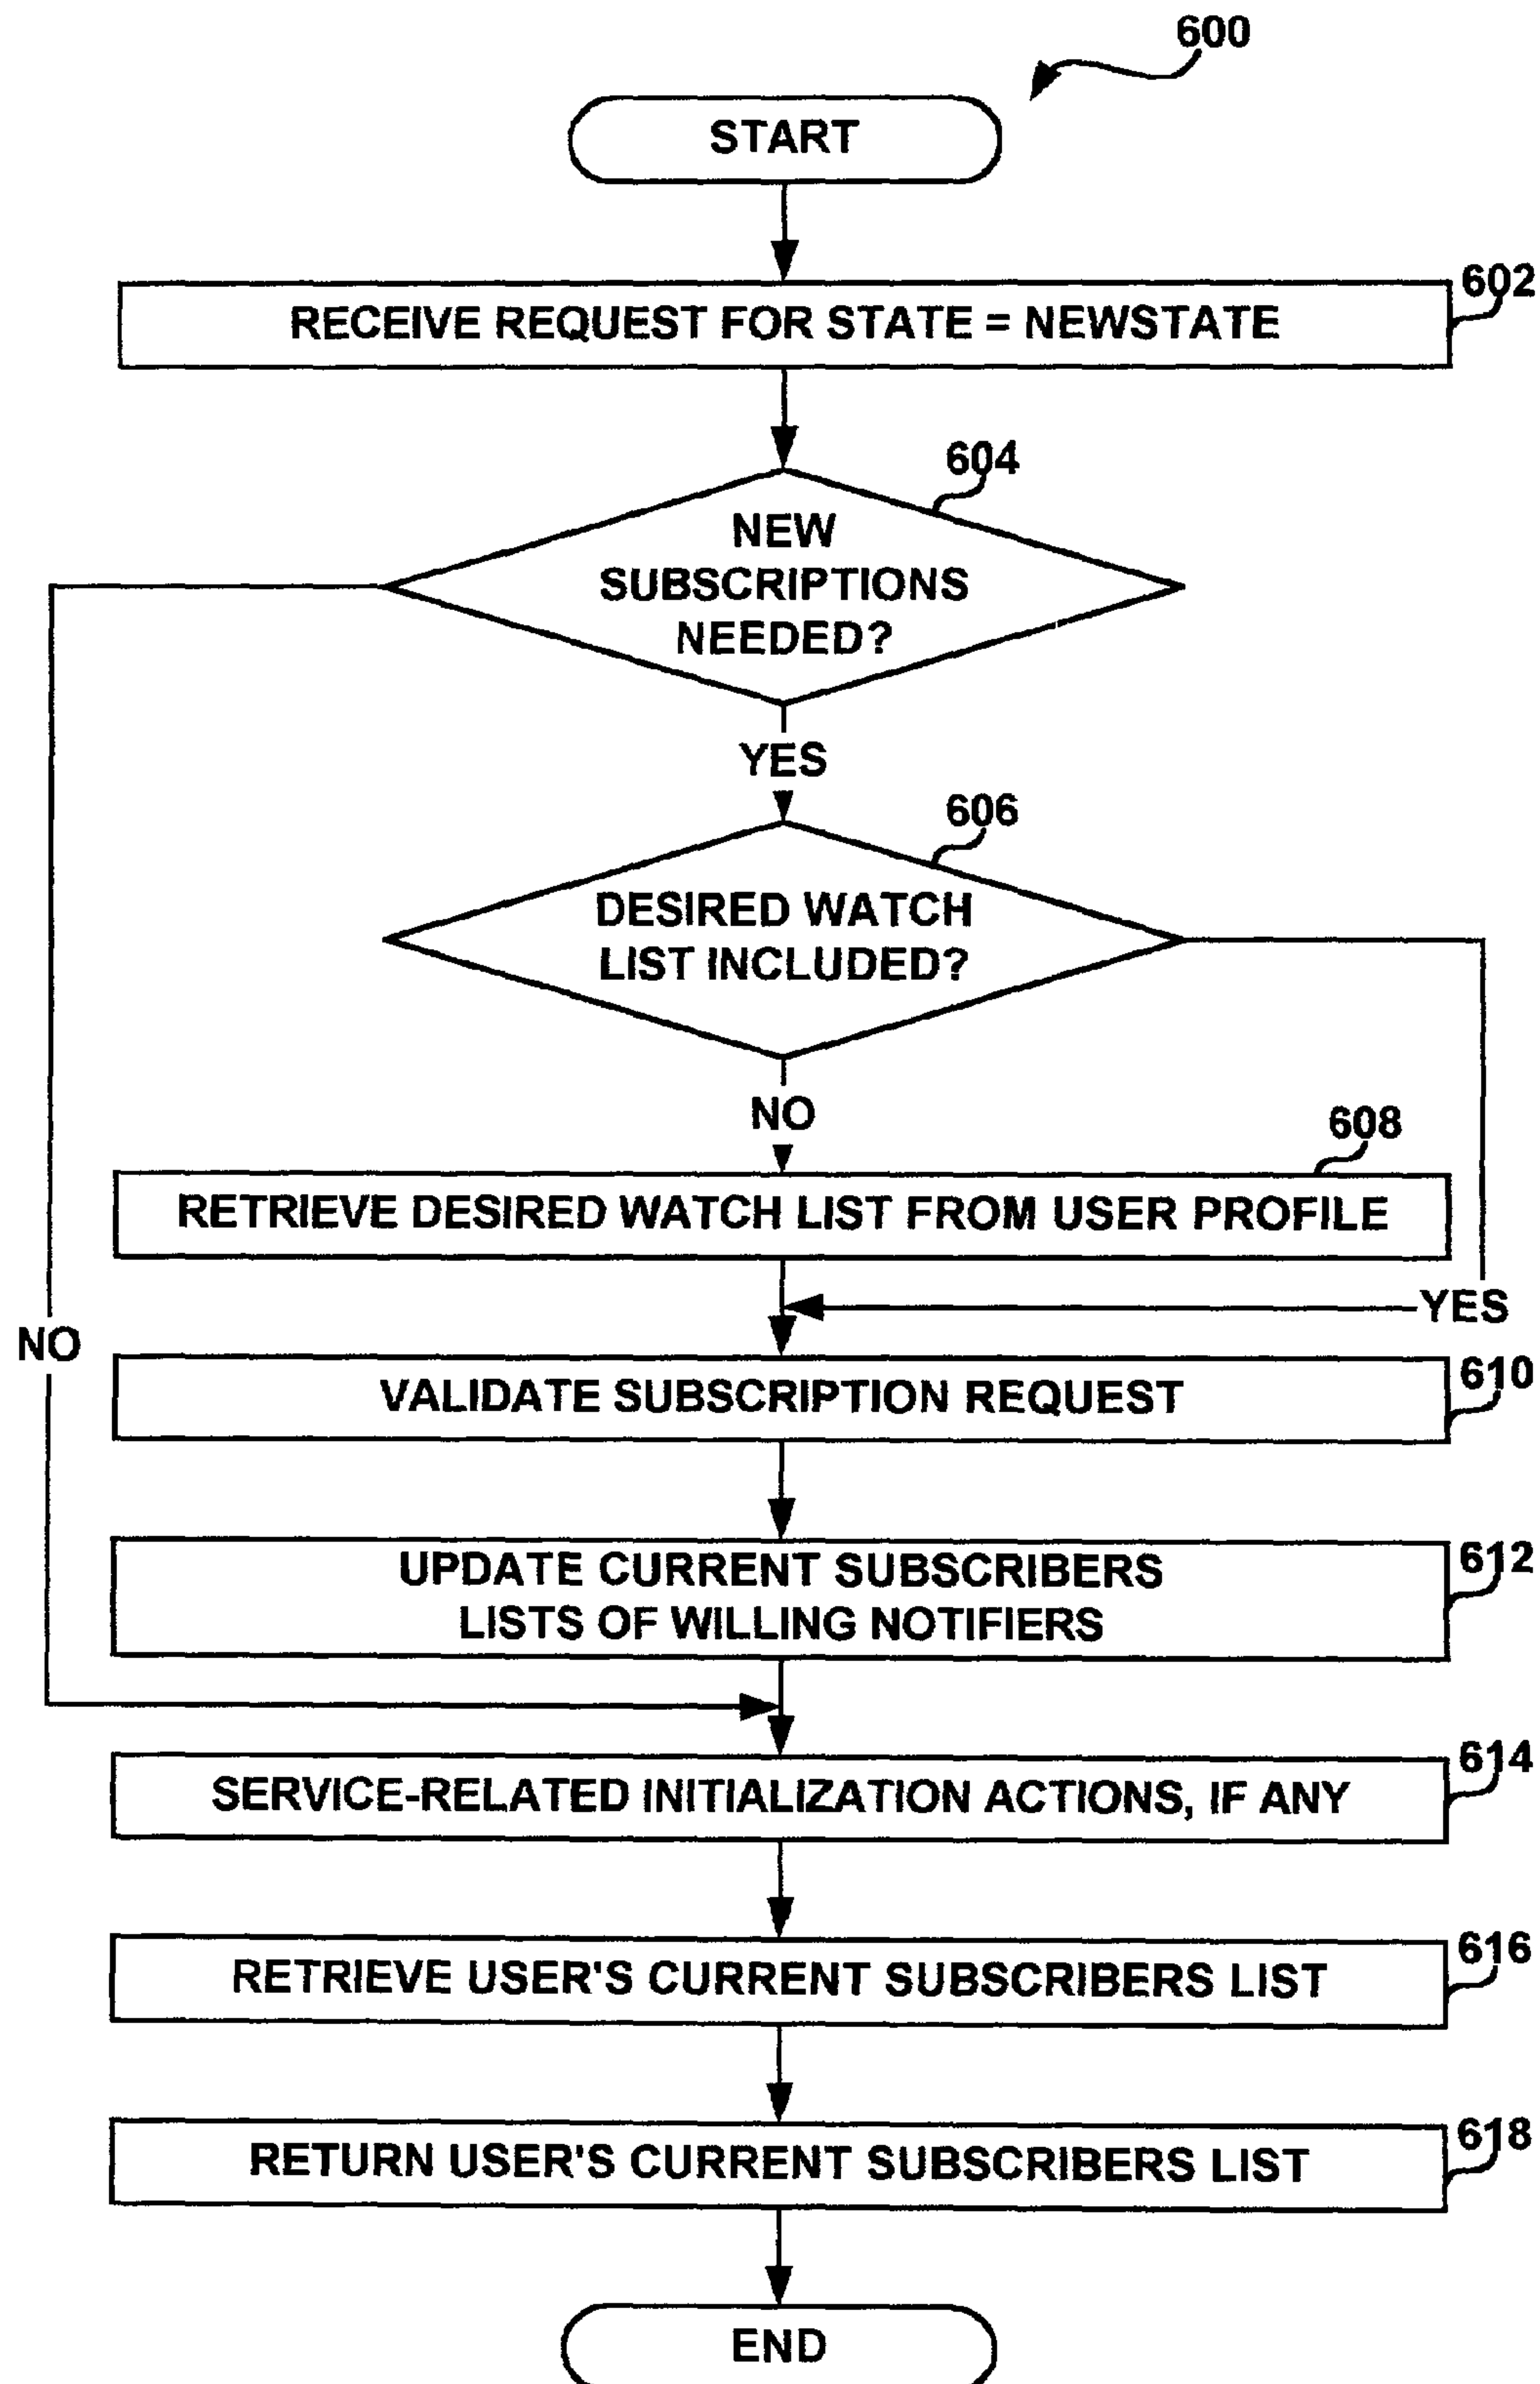 600
START
602
RECEIVE REQUEST FOR STATE = NEWSTATE
604
NEW
SUBSCRIPTIONS
NEEDED?
YES
606
DESIRED WATCH
LIST INCLUDED?
NO
608
RETRIEVE DESIRED WATCH LIST FROM USER PROFILE
YES
NO
610
VALIDATE SUBSCRIPTION REQUEST
612
UPDATE CURRENT SUBSCRIBERS
LISTS OF WILLING NOTIFIERS
614
SERVICE-RELATED INITIALIZATION ACTIONS, IF ANY
616
RETRIEVE USER'S CURRENT SUBSCRIBERS LIST
618
RETURN USER'S CURRENT SUBSCRIBERS LIST
END